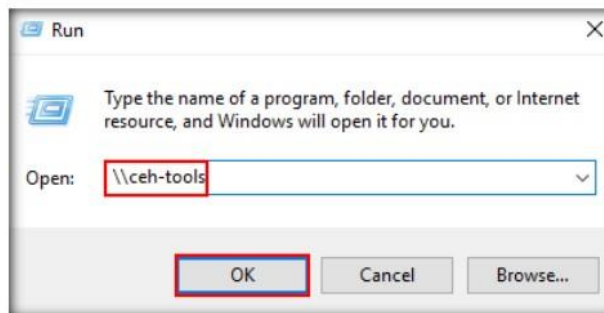 Run
Type the name of a program, folder, document, or Internet
resource, and Windows will open it for you.
Open: \\ceh-tools
OK Cancel Browse...